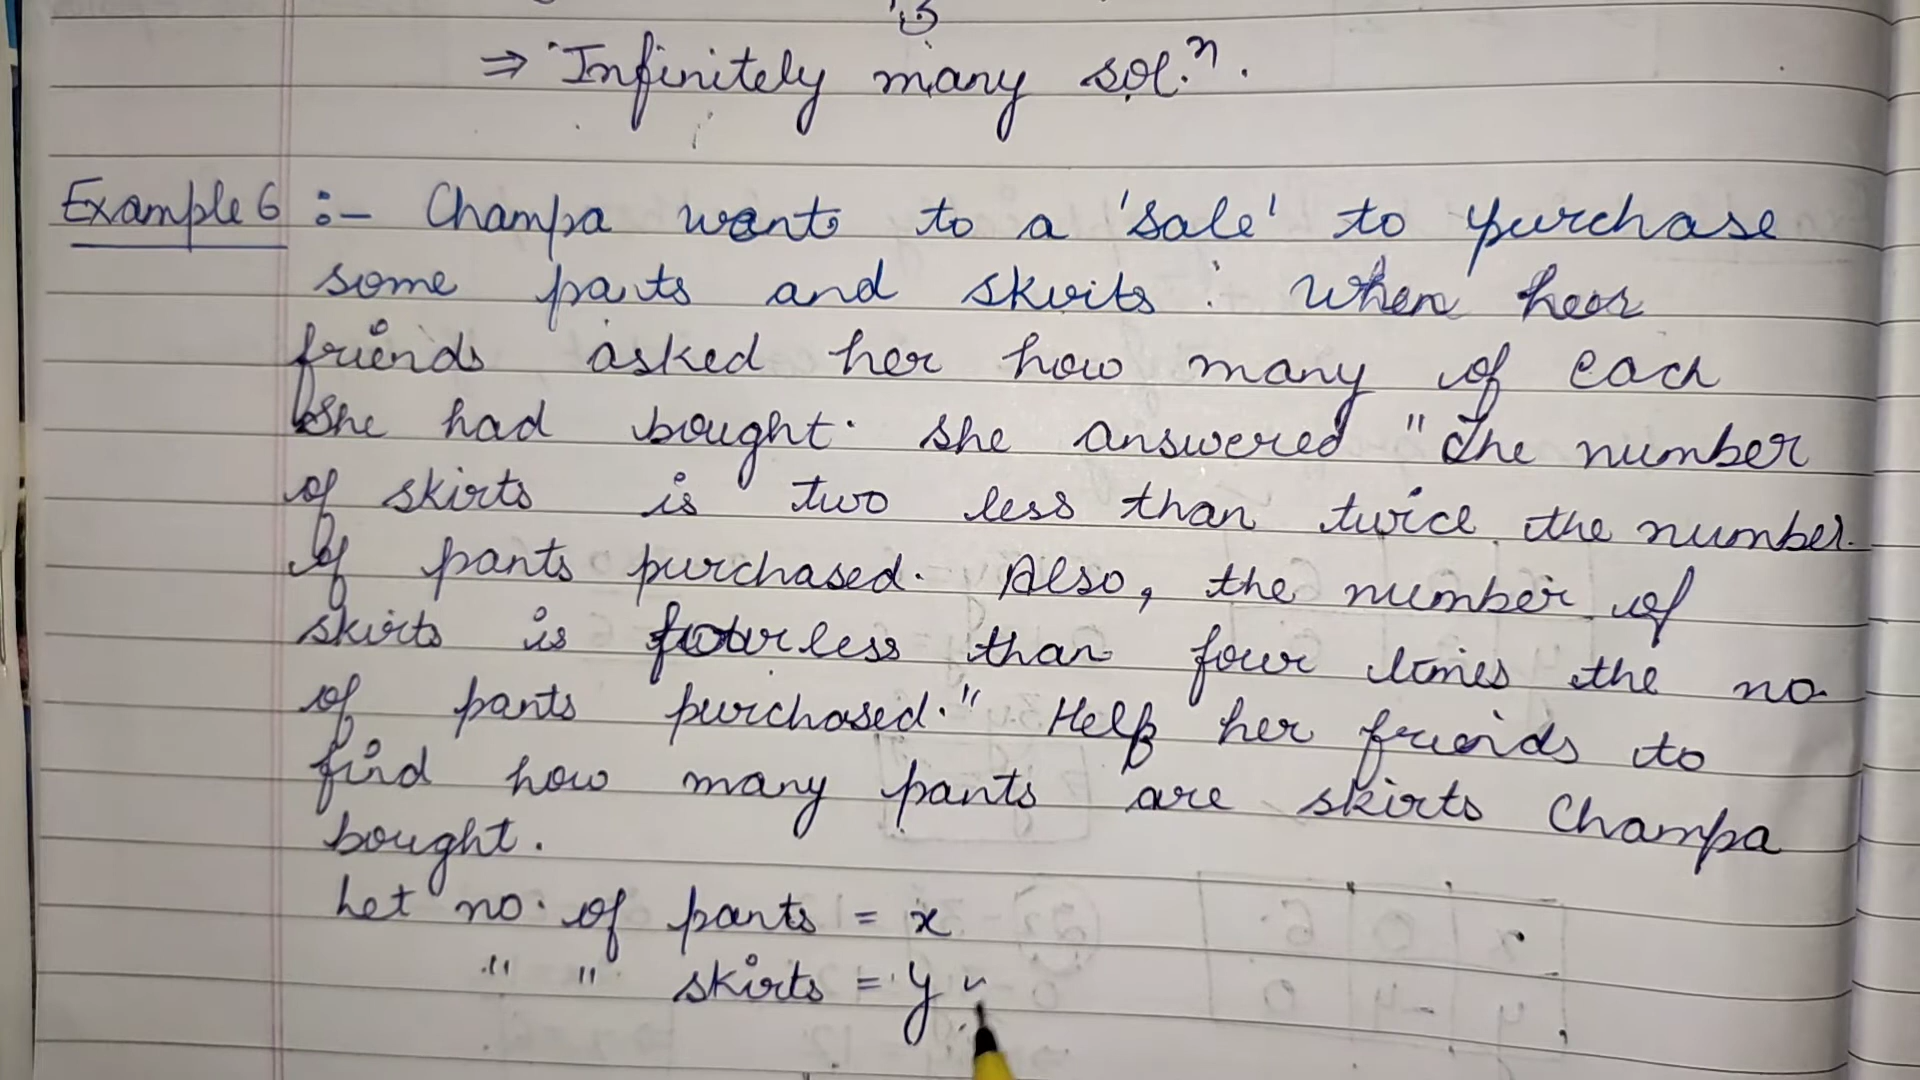 ⇒ Infinitely many sol.ⁿ.
Example 6 :- Champa wants to a 'sale' to purchase
some pants and skirts. When her
friends asked her how many of each
she had bought. She answered "The number
of skirts is two less than twice the number
of pants purchased. Also, the number of
skirts is four less than four times the no
of pants purchased." Help her friends to
find how many pants are skirts Champa
bought.
Let no. of pants = x
" " skirts = y